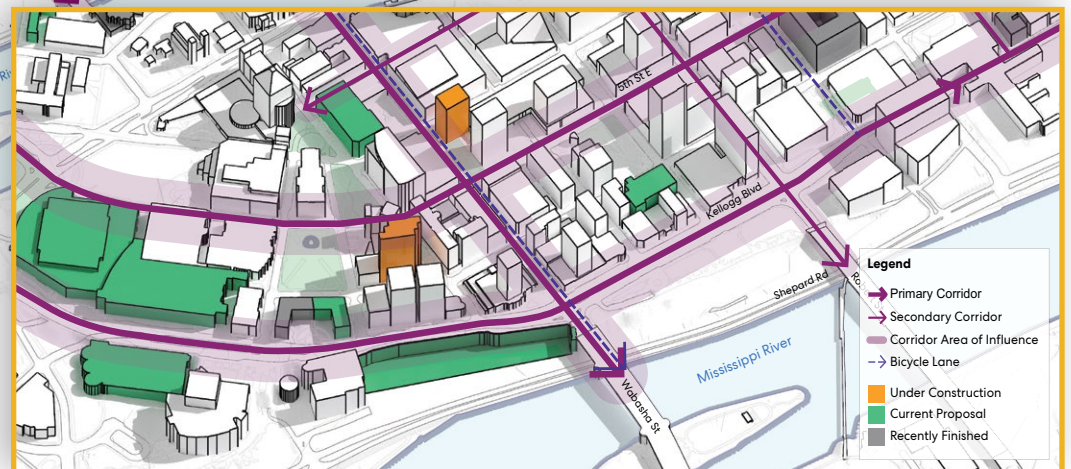 5th St E
Kellogg Blvd
Shepard Rd
Mississippi River
Wabasha St
Legend
Primary Corridor
Secondary Corridor
Corridor Area of Influence
Bicycle Lane
Under Construction
Current Proposal
Recently Finished